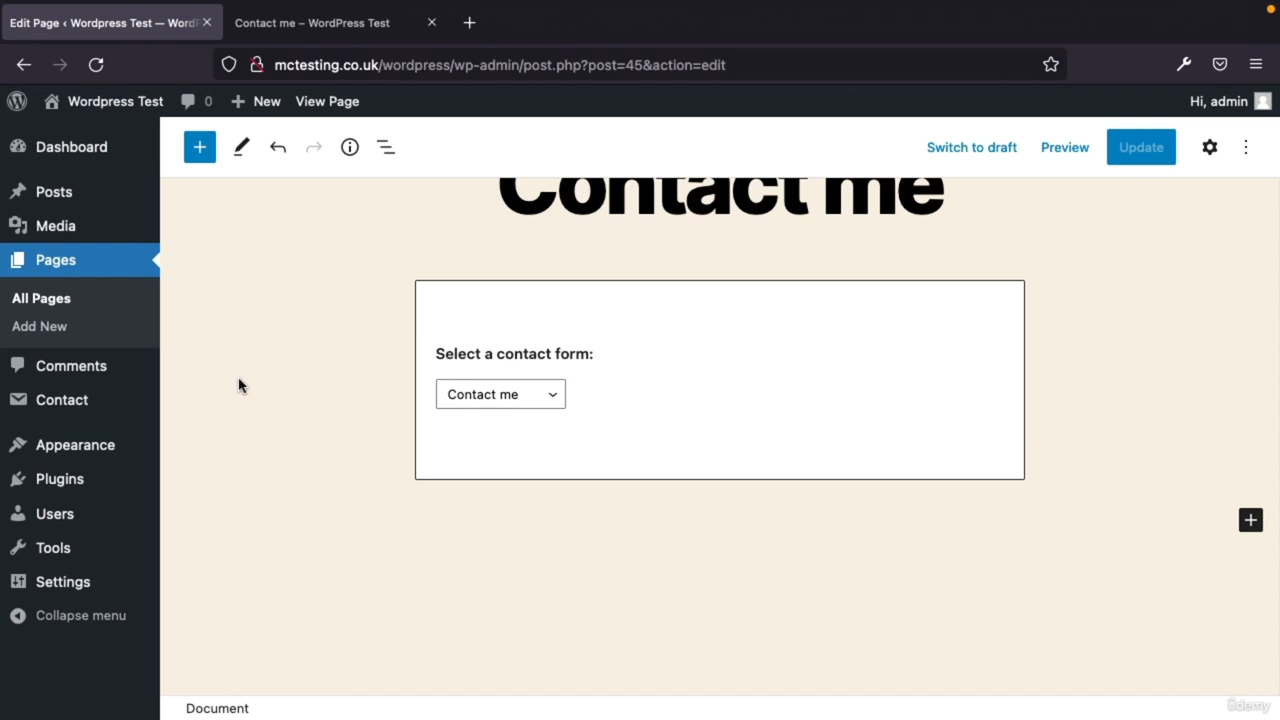 Edit Page ‹ Wordpress Test — Word
Contact me – WordPress Test
mctesting.co.uk/wordpress/wp-admin/post.php?post=45&action=edit
Wordpress Test
0
New
View Page
Hi, admin
Dashboard
Posts
Media
Pages
All Pages
Add New
Comments
Contact
Appearance
Plugins
Users
Tools
Settings
Collapse menu
Switch to draft
Preview
Update
Contact me
Select a contact form:
Contact me
Document
ûdemy